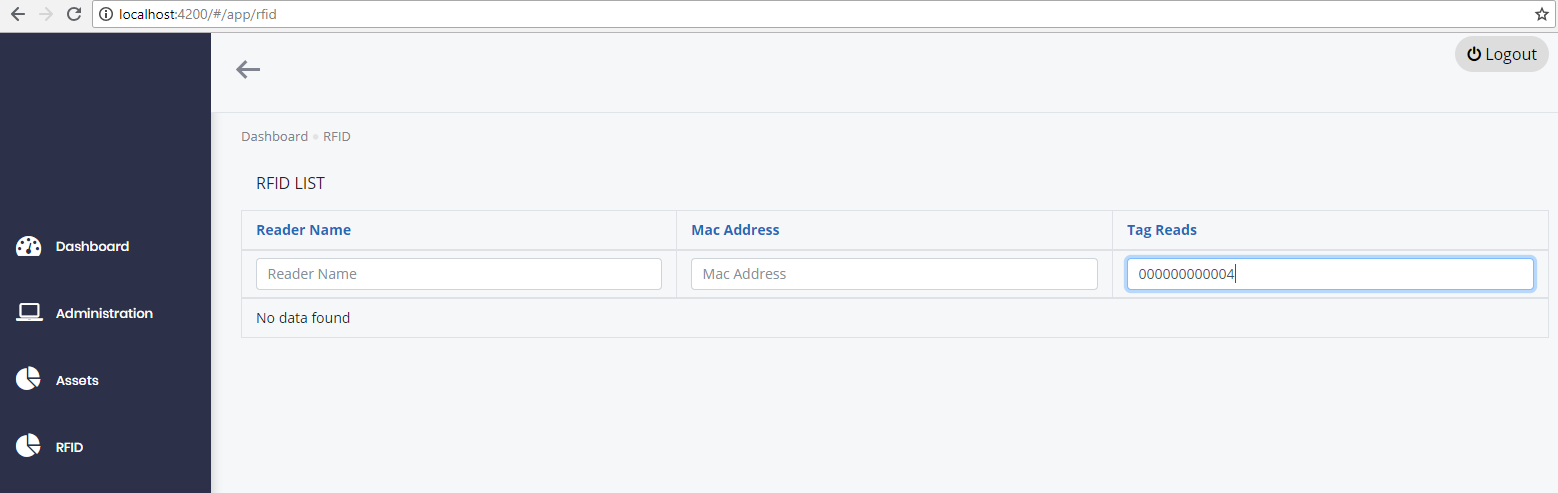 localhost:4200/#/app/rfid
Logout
Dashboard RFID
RFID LIST
Reader Name Mac Address Tag Reads
Reader Name Mac Address 000000000004
No data found
Dashboard
Administration
Assets
RFID